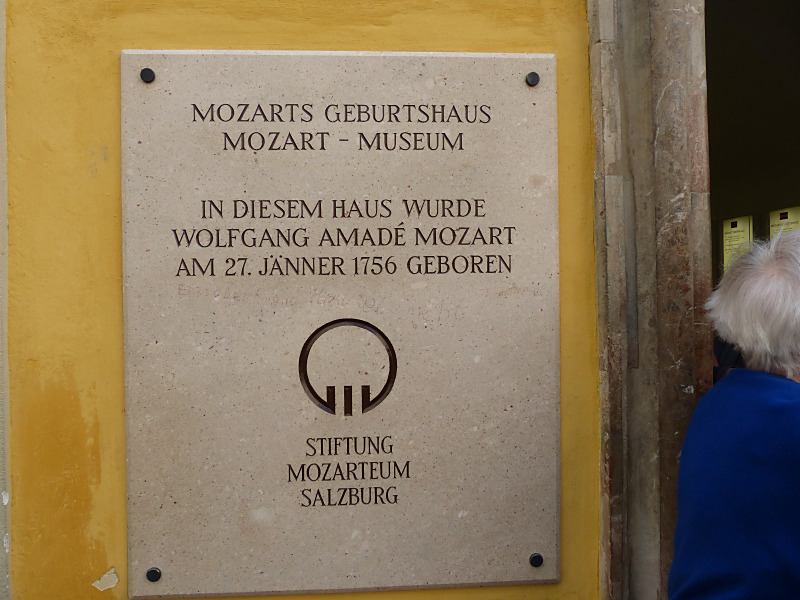 MOZARTS GEBURTSHAUS
MOZART - MUSEUM
IN DIESEM HAUS WURDE
WOLFGANG AMADÉ MOZART
AM 27. JÄNNER 1756 GEBOREN
STIFTUNG
MOZARTEUM
SALZBURG